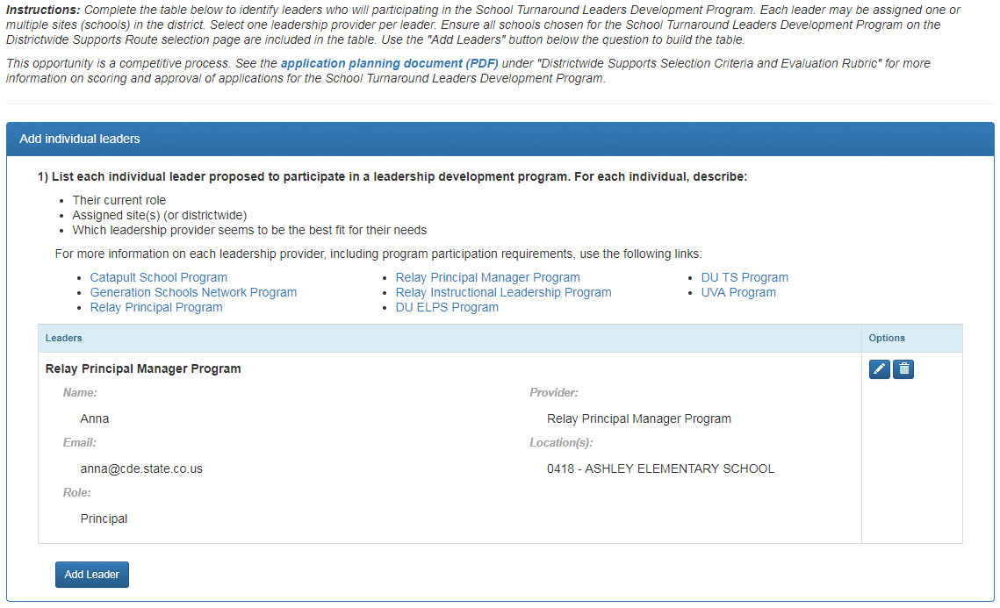 Instructions: Complete the table below to identify leaders who will participating in the School Turnaround Leaders Development Program. Each leader may be assigned one or
multiple sites (schools) in the district. Select one leadership provider per leader. Ensure all schools chosen for the School Turnaround Leaders Development Program on the
Districtwide Supports Route selection page are included in the table. Use the "Add Leaders" button below the question to build the table.
This opportunity is a competitive process. See the application planning document (PDF) under "Districtwide Supports Selection Criteria and Evaluation Rubric" for more
information on scoring and approval of applications for the School Turnaround Leaders Development Program.
Add individual leaders
1) List each individual leader proposed to participate in a leadership development program. For each individual, describe:
• Their current role
• Assigned site(s) (or districtwide)
• Which leadership provider seems to be the best fit for their needs
For more information on each leadership provider, including program participation requirements, use the following links:
• Catapult School Program
• Generation Schools Network Program
• Relay Principal Program
• Relay Principal Manager Program
• Relay Instructional Leadership Program
• DU ELPS Program
• DU TS Program
• UVA Program
Leaders
Options
Relay Principal Manager Program
Name:
Anna
Email:
anna@cde.state.co.us
Role:
Principal
Provider:
Relay Principal Manager Program
Location(s):
0418 - ASHLEY ELEMENTARY SCHOOL
Add Leader